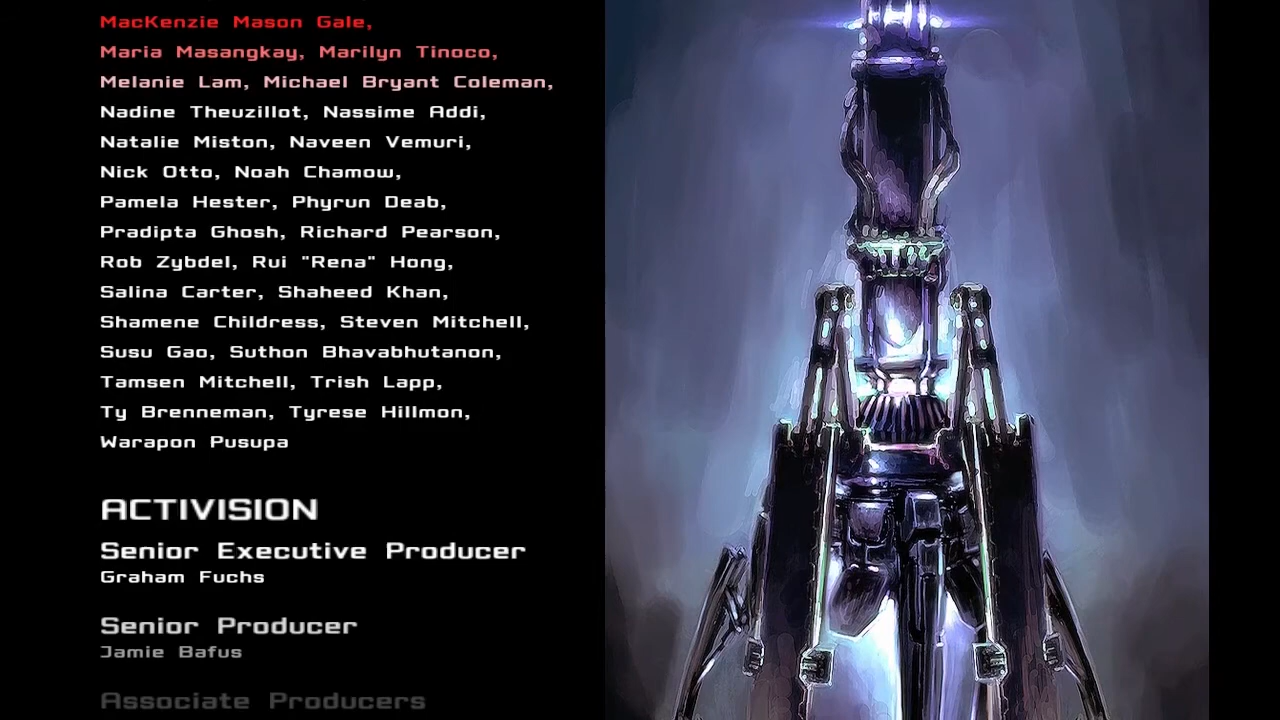 MacKenzie Mason Gale,
Maria Masangkay, Marilyn Tinoco,
Melanie Lam, Michael Bryant Coleman,
Nadine Theuzillot, Nassime Addi,
Natalie Miston, Naveen Vemuri,
Nick Otto, Noah Chamow,
Pamela Hester, Phyrun Deab,
Pradipta Ghosh, Richard Pearson,
Rob Zybdel, Rui "Rena" Hong,
Salina Carter, Shaheed Khan,
Shamene Childress, Steven Mitchell,
Susu Gao, Suthon Bhavabhutanon,
Tamsen Mitchell, Trish Lapp,
Ty Brenneman, Tyrese Hillmon,
Warapon Pusupa
ACTIVISION
Senior Executive Producer
Graham Fuchs
Senior Producer
Jamie Bafus
Associate Producers